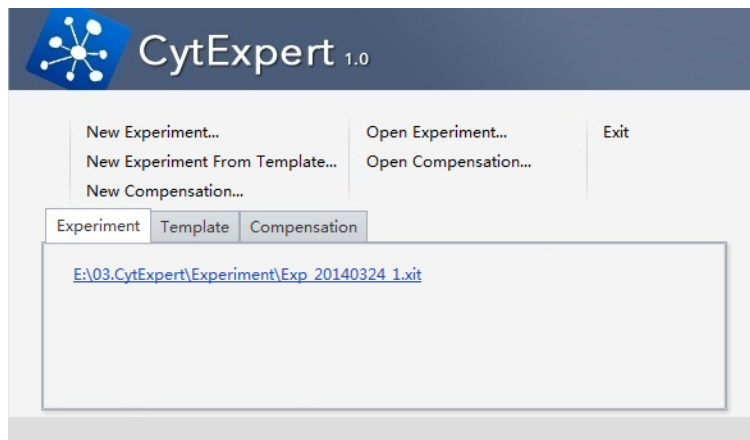 CytExpert 1.0
New Experiment... Open Experiment... Exit
New Experiment From Template... Open Compensation...
New Compensation...
Experiment Template Compensation
E:\03.CytExpert\Experiment\Exp_20140324_1.xit